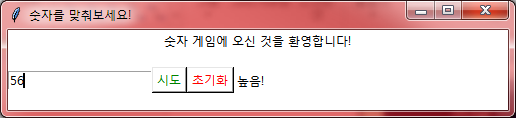 숫자를 맞춰보세요!
숫자 게임에 오신 것을 환영합니다!
56 시도 초기화 높음!